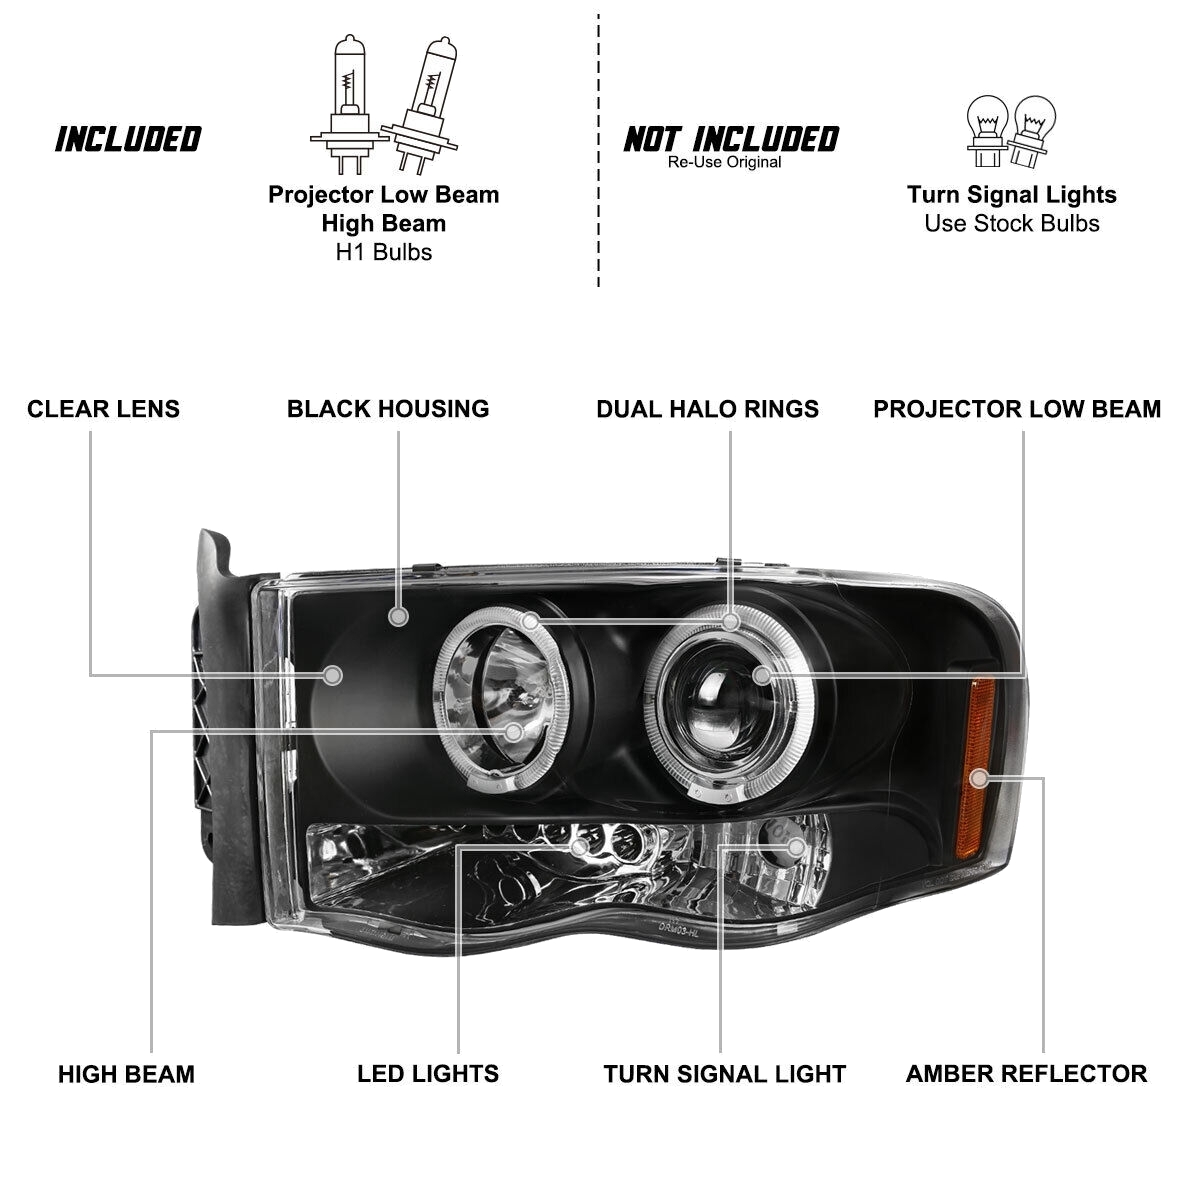 INCLUDED
Projector Low Beam
High Beam
H1 Bulbs
NOT INCLUDED
Re-Use Original
Turn Signal Lights
Use Stock Bulbs
CLEAR LENS
BLACK HOUSING
DUAL HALO RINGS
PROJECTOR LOW BEAM
DRM03-HL
HIGH BEAM
LED LIGHTS
TURN SIGNAL LIGHT
AMBER REFLECTOR